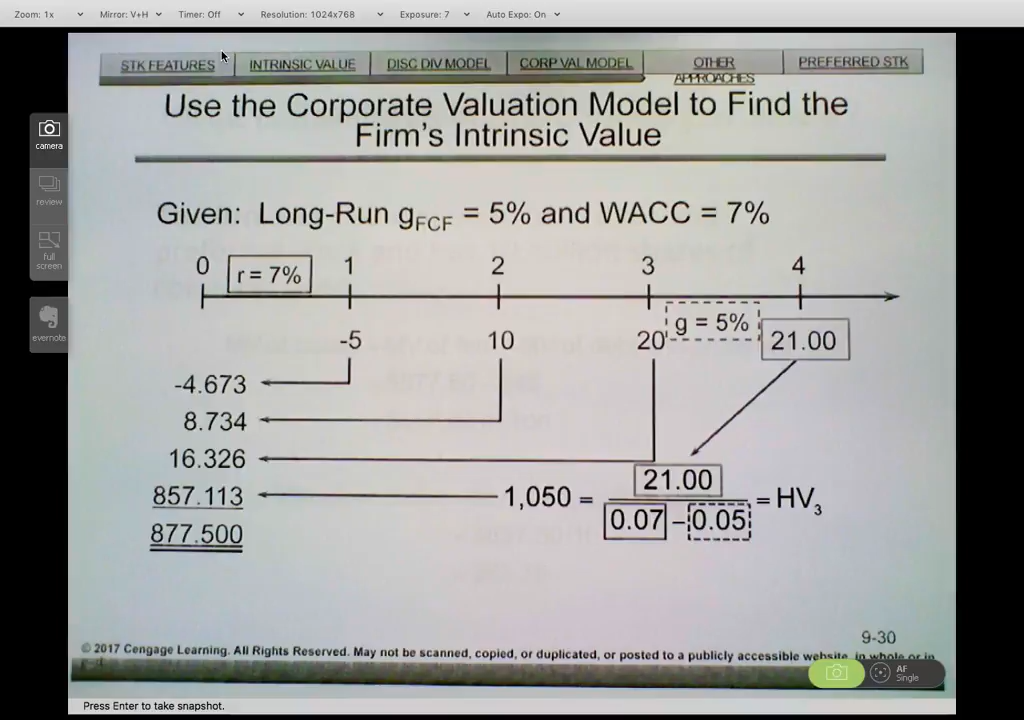 Zoom: 1x Mirror: V+H Timer: Off Resolution: 1024x768 Exposure: 7 Auto Expo: On
STK FEATURES INTRINSIC VALUE DISC DIV MODEL CORP VAL MODEL OTHER APPROACHES PREFERRED STK
Use the Corporate Valuation Model to Find the
Firm's Intrinsic Value
camera
review
full
screen
evernote
Given: Long-Run gFCF = 5% and WACC = 7%
0 r = 7% 1 2 3 4
g = 5%
-5 10 20 21.00
-4.673
8.734
16.326
21.00
857.113 1,050 = = HV3
0.07 – 0.05
877.500
9-30
© 2017 Cengage Learning. All Rights Reserved. May not be scanned, copied, or duplicated, or posted to a publicly accessible website, in whole or in
AF
Single
Press Enter to take snapshot.